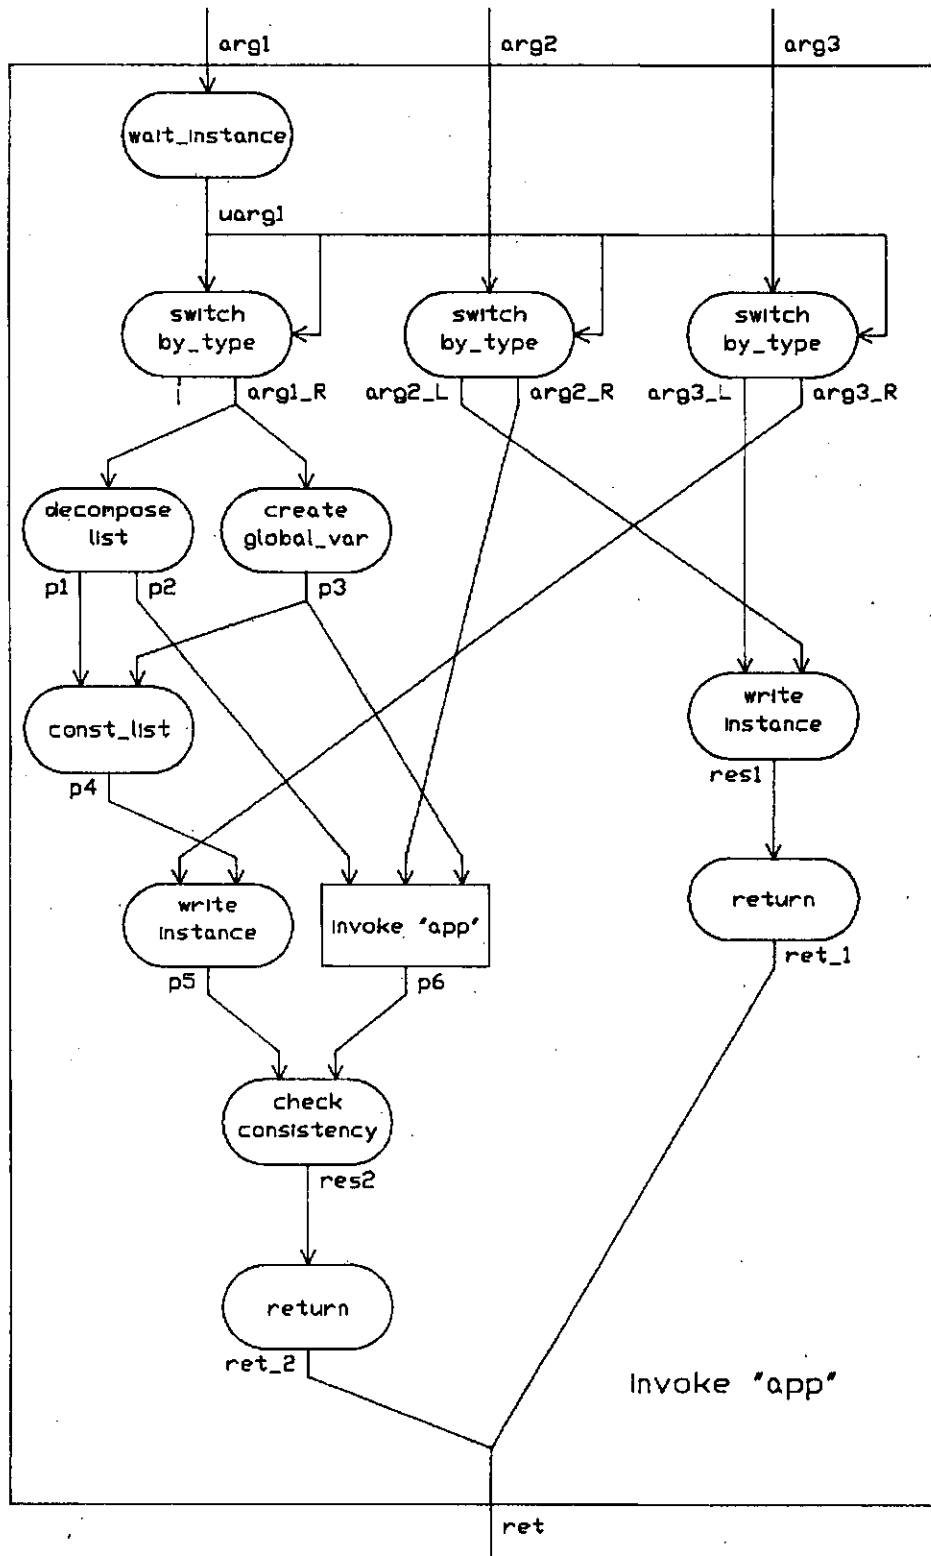 arg1
arg2
arg3
wait_instance
uarg1
switch
by_type
switch
by_type
switch
by_type
arg1_R
arg2_L
arg2_R
arg3_L
arg3_R
decompose
list
create
global_var
p1
p2
p3
const_list
write
instance
p4
res1
write
instance
invoke "app"
return
p5
p6
ret_1
check
consistency
res2
return
ret_2
Invoke "app"
ret